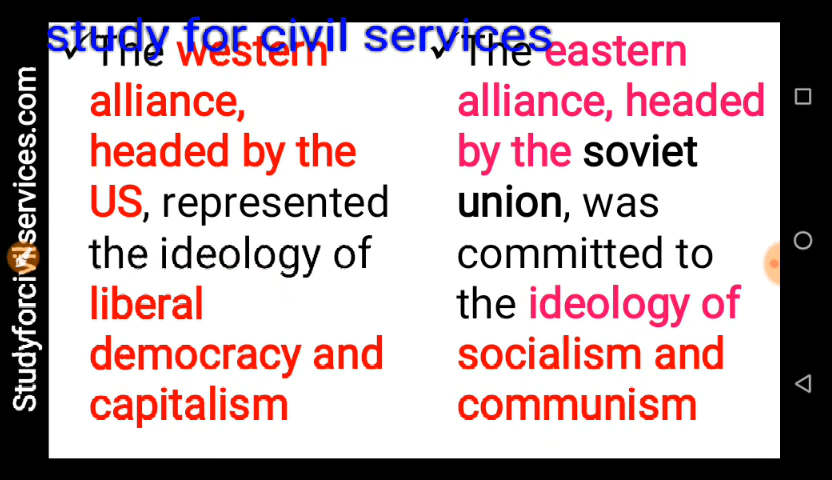 study for civil services
The western
alliance,
headed by the
US, represented
the ideology of
liberal
democracy and
capitalism
The eastern
alliance, headed
by the soviet
union, was
committed to
the ideology of
socialism and
communism
Studyforcivilservices.com